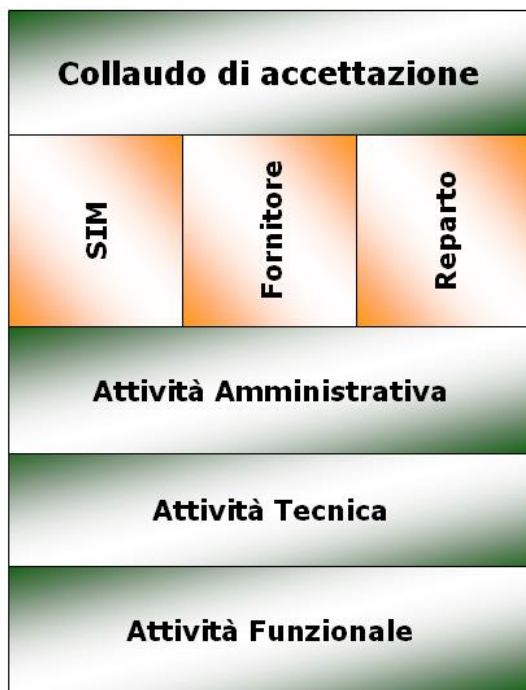 Collaudo di accettazione
SIM
Fornitore
Reparto
Attività Amministrativa
Attività Tecnica
Attività Funzionale